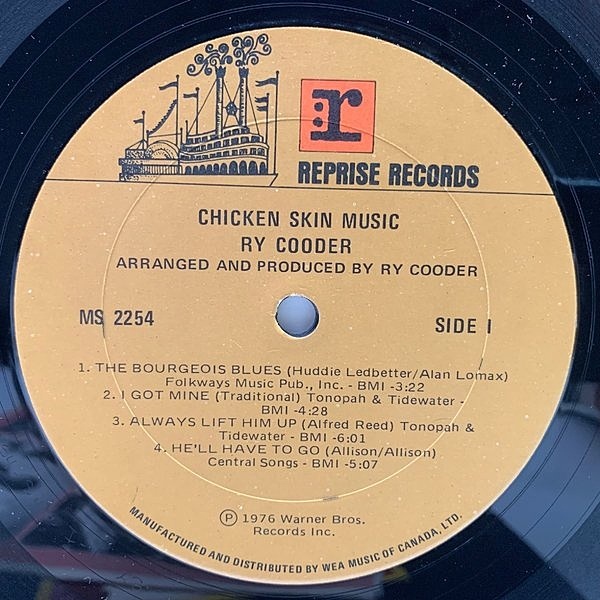 r
REPRISE RECORDS
CHICKEN SKIN MUSIC
RY COODER
ARRANGED AND PRODUCED BY RY COODER
MS 2254
SIDE 1
1. THE BOURGEOIS BLUES (Huddie Ledbetter/Alan Lomax)
Folkways Music Pub., Inc. - BMI -3:22
2. I GOT MINE (Traditional) Tonopah & Tidewater -
BMI -4:28
3. ALWAYS LIFT HIM UP (Alfred Reed) Tonopah &
Tidewater - BMI -6:01
4. HE'LL HAVE TO GO (Allison/Allison)
Central Songs - BMI -5:07
Ⓟ 1976 Warner Bros.
Records Inc.
MANUFACTURED AND DISTRIBUTED BY WEA MUSIC OF CANADA, LTD.